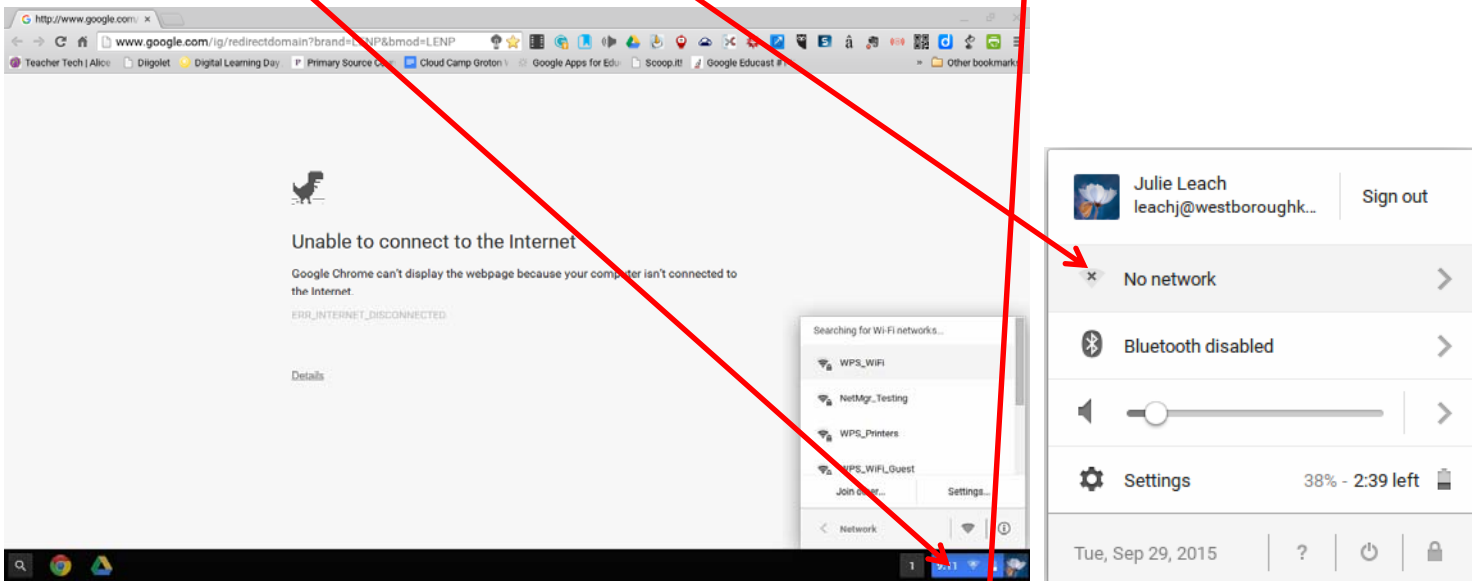 http://www.google.com/
www.google.com/ig/redirectdomain?brand=LENP&bmod=LENP
Teacher Tech | Alice Diigolet Digital Learning Day Primary Source Cloud Camp Groton Google Apps for Edu Scoop.it! Google Educast # Other bookmarks
Unable to connect to the Internet
Google Chrome can't display the webpage because your computer isn't connected to
the Internet.
ERR_INTERNET_DISCONNECTED
Details
Searching for Wi-Fi networks...
WPS_WiFi
NetMgr_Testing
WPS_Printers
WPS_WiFi_Guest
Join other... Settings...
Network
1 9:11
Julie Leach
leachj@westboroughk...
Sign out
No network
Bluetooth disabled
Settings 38% - 2:39 left
Tue, Sep 29, 2015 ?